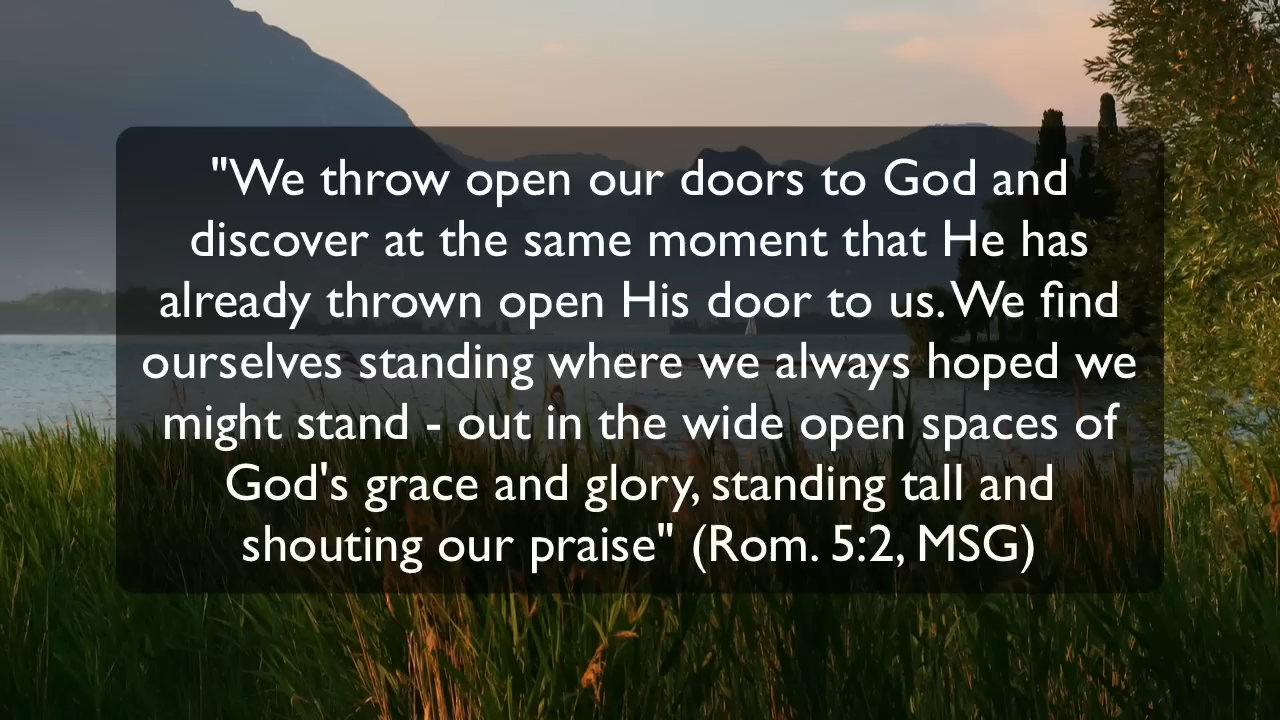 "We throw open our doors to God and
discover at the same moment that He has
already thrown open His door to us. We find
ourselves standing where we always hoped we
might stand - out in the wide open spaces of
God's grace and glory, standing tall and
shouting our praise" (Rom. 5:2, MSG)